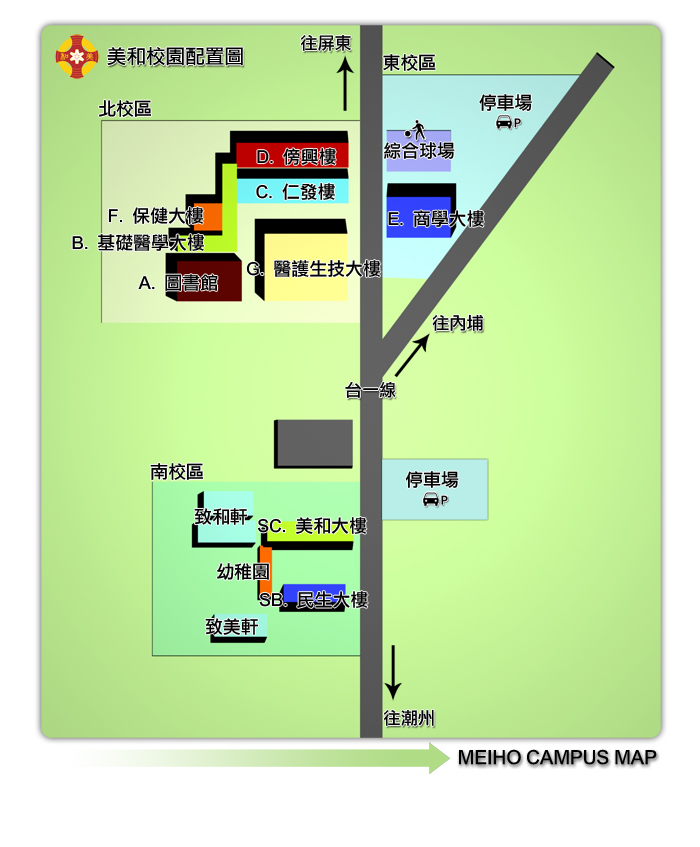 美和校園配置圖
往屏東
東校區
停車場
P
北校區
綜合球場
D. 傍興樓
C. 仁發樓
F. 保健大樓
E. 商學大樓
B. 基礎醫學大樓
G. 醫護生技大樓
A. 圖書館
往內埔
台一線
南校區
停車場
P
致和軒
SC. 美和大樓
幼稚園
SB. 民生大樓
致美軒
往潮州
MEIHO CAMPUS MAP